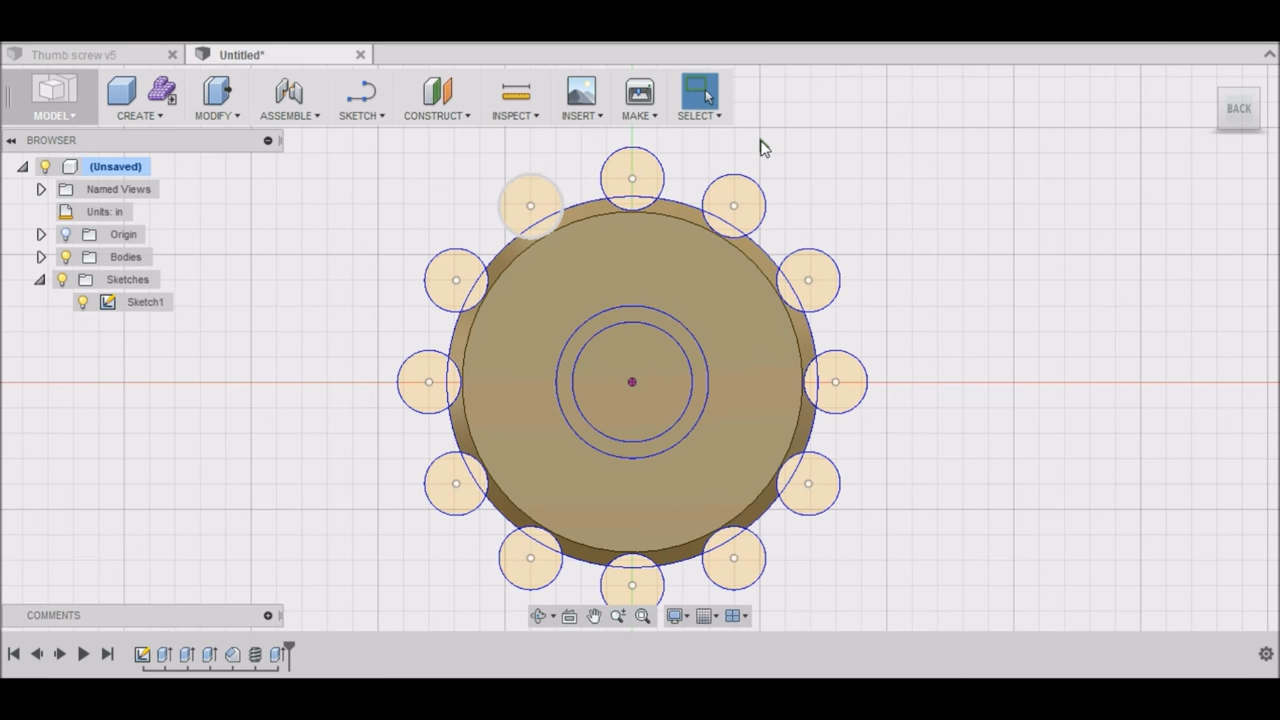 Thumb screw v5
Untitled*
MODEL
CREATE
MODIFY
ASSEMBLE
SKETCH
CONSTRUCT
INSPECT
INSERT
MAKE
SELECT
BACK
BROWSER
(Unsaved)
Named Views
Units: in
Origin
Bodies
Sketches
Sketch1
COMMENTS